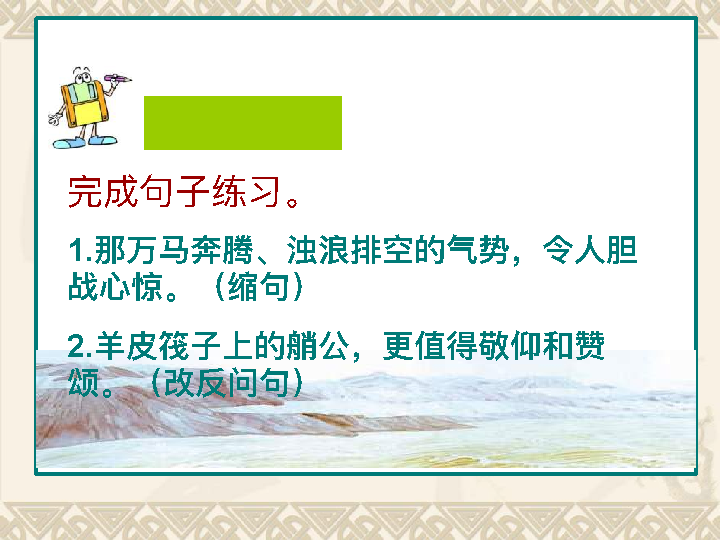 完成句子练习。
1.那万马奔腾、浊浪排空的气势，令人胆
战心惊。（缩句）
2.羊皮筏子上的艄公，更值得敬仰和赞
颂。（改反问句）